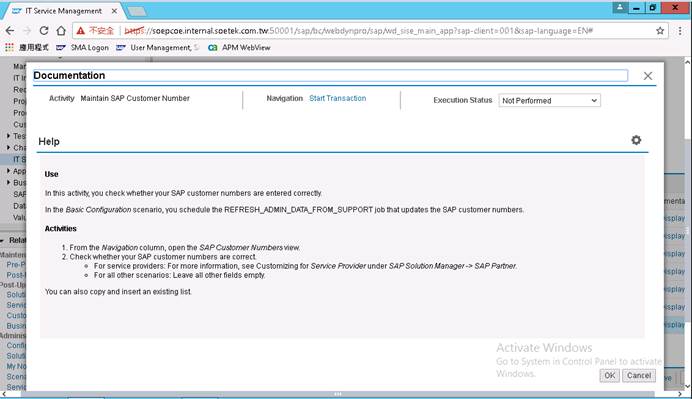 IT Service Management
不安全
https://soepcoe.internal.soetek.com.tw:50001/sap/bc/webdynpro/sap/wd_sise_main_app?sap-client=001&sap-language=EN#
應用程式 SMA Logon User Management, S APM WebView
Documentation
Activity Maintain SAP Customer Number Navigation Start Transaction Execution Status Not Performed
Help
Use
In this activity, you check whether your SAP customer numbers are entered correctly.
In the Basic Configuration scenario, you schedule the REFRESH_ADMIN_DATA_FROM_SUPPORT job that updates the SAP customer numbers.
Activities
1. From the Navigation column, open the SAP Customer Numbers view.
2. Check whether your SAP customer numbers are correct.
For service providers: For more information, see Customizing for Service Provider under SAP Solution Manager -> SAP Partner.
For all other scenarios: Leave all other fields empty.
You can also copy and insert an existing list.
Activate Windows
Go to System in Control Panel to activate
Windows.
OK Cancel
Mar
IT In
Rec
Proj
Proc
Cus
Test
Cha
IT S
App
Bus
SAP
Data
Valu
Relat
Mainten
Pre-P
Post-
Post-Up
Soluti
Servic
Custo
Busin
Adminis
Config
Soluti
My No
Scena
Servic
menta
isplay
isplay
isplay
isplay
isplay
isplay